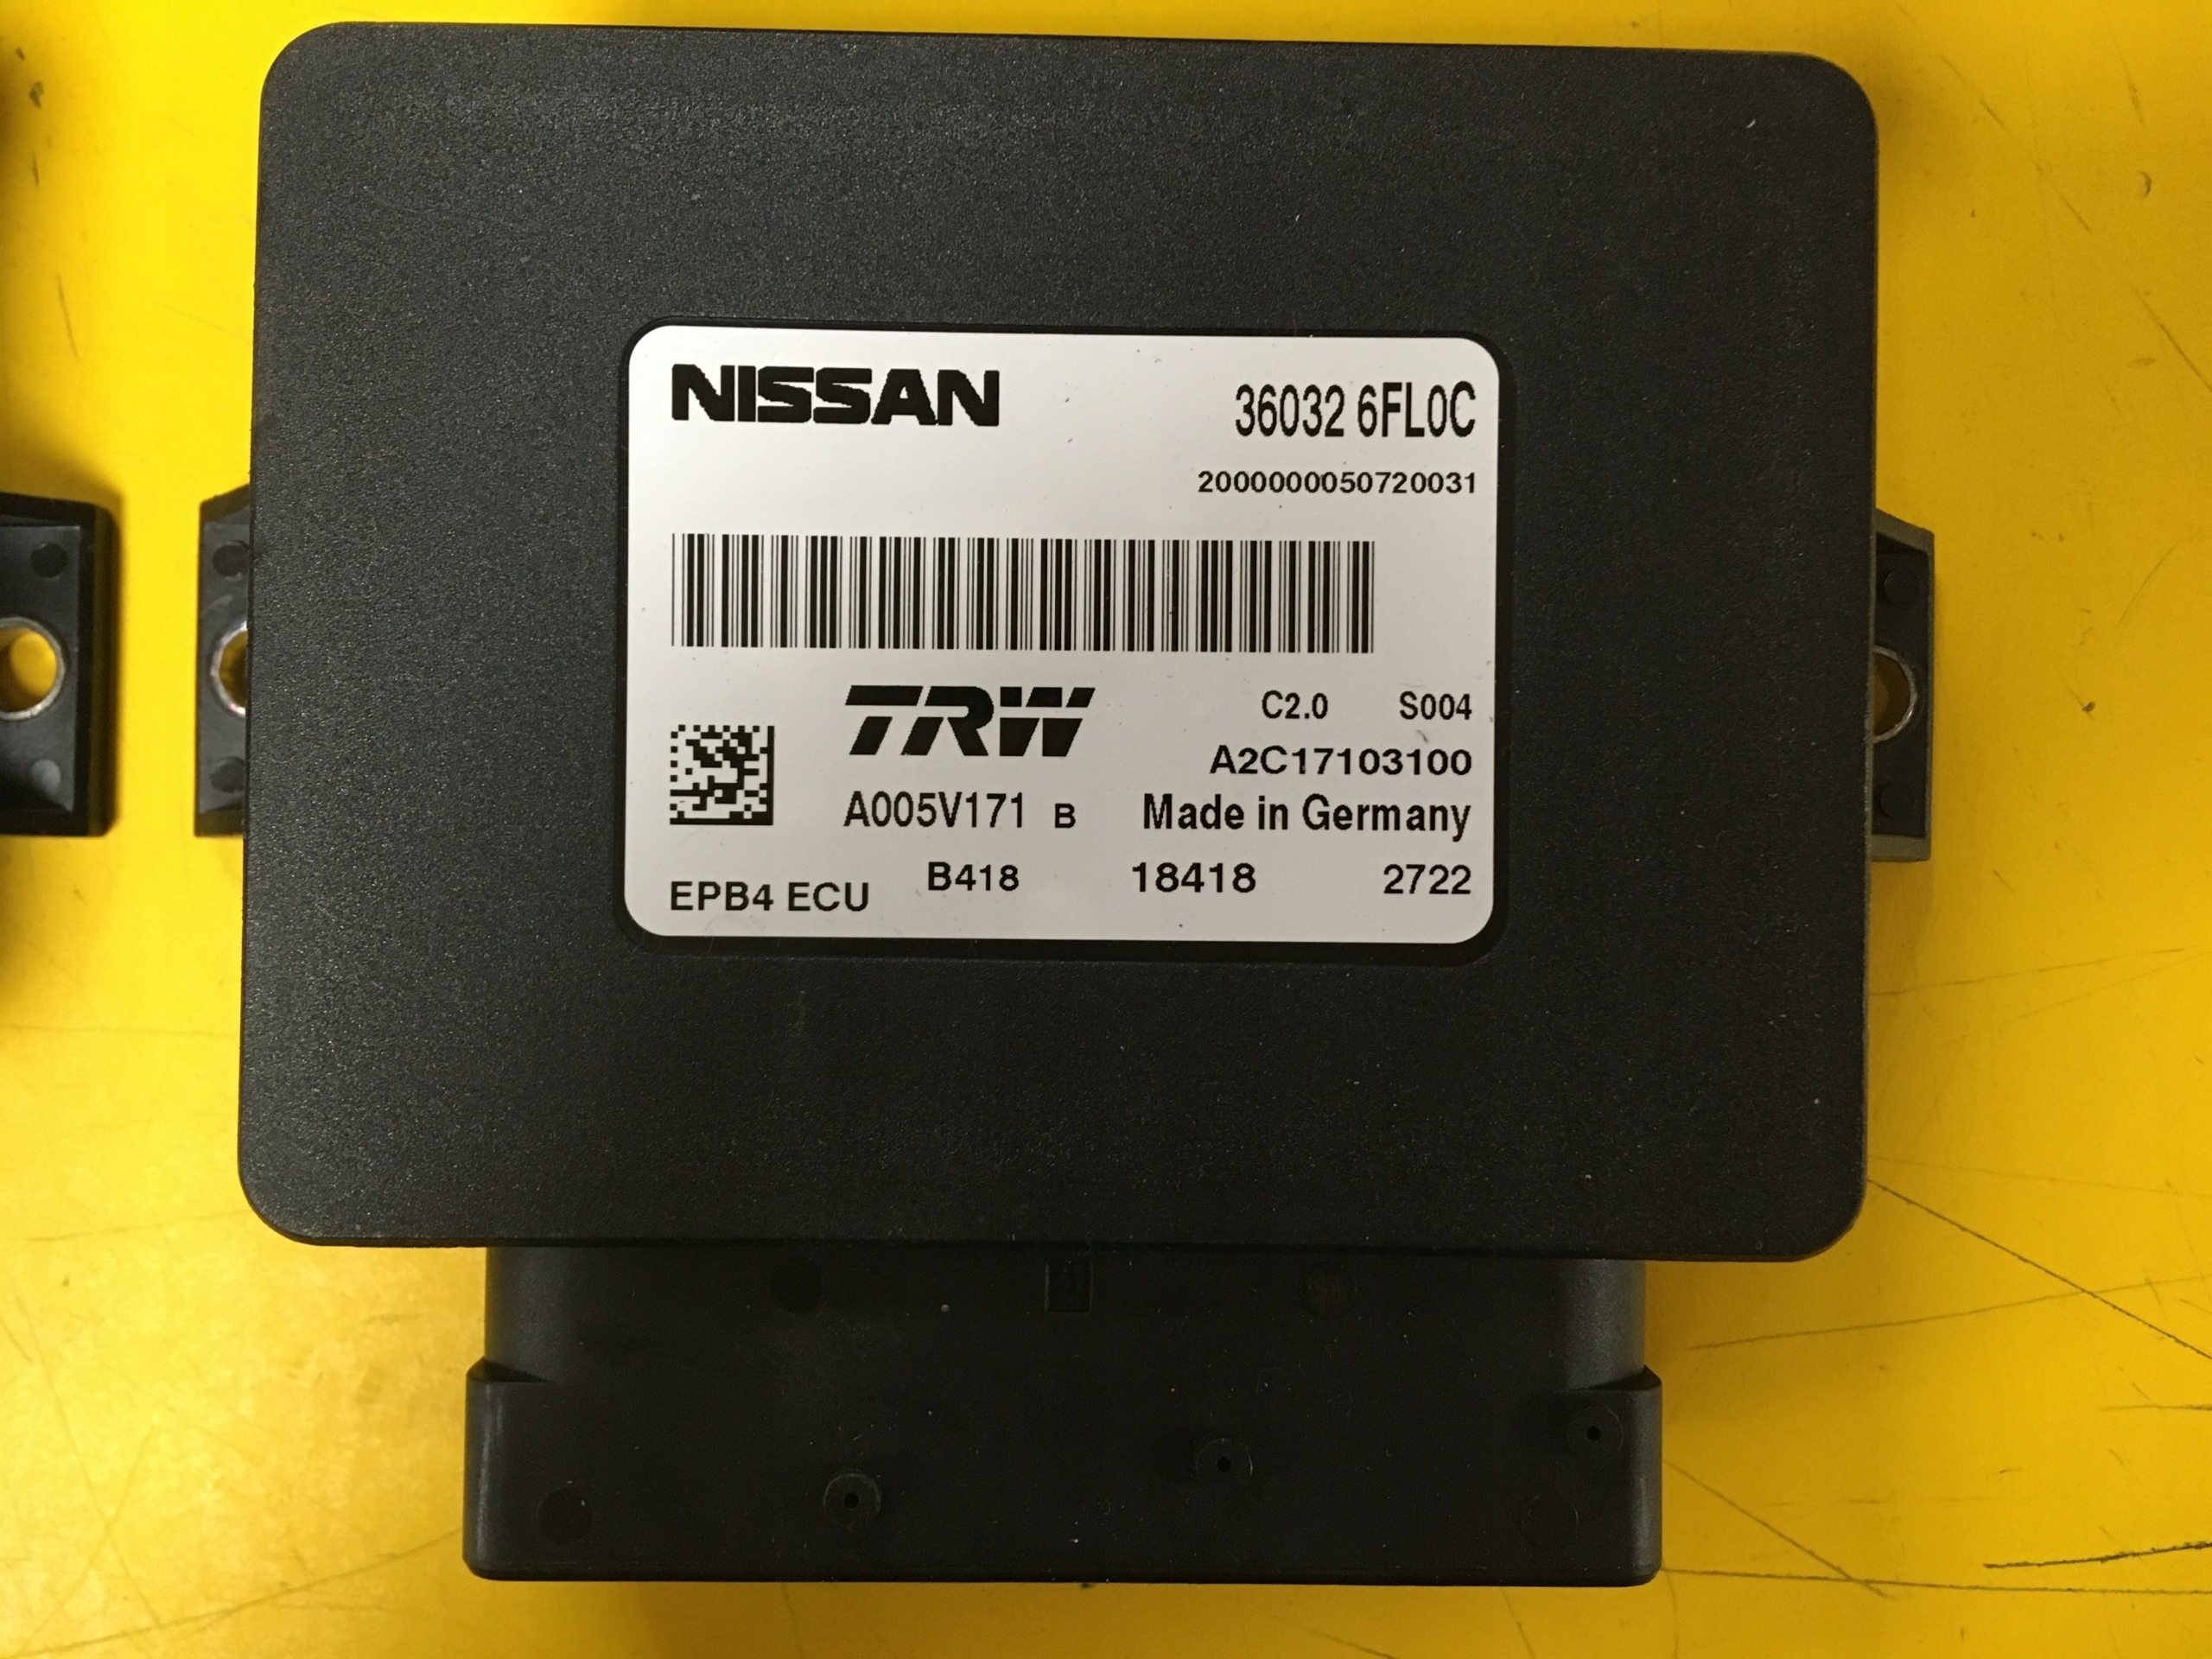 NISSAN 36032 6FL0C
2000000050720031
TRW C2.0 S004
A2C17103100
A005V171 B Made in Germany
EPB4 ECU B418 18418 2722